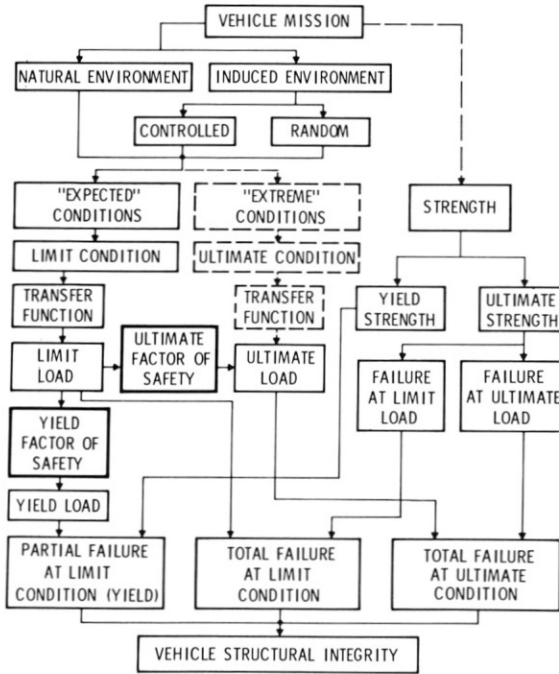 VEHICLE MISSION
NATURAL ENVIRONMENT
INDUCED ENVIRONMENT
CONTROLLED
RANDOM
"EXPECTED"
CONDITIONS
"EXTREME"
CONDITIONS
STRENGTH
LIMIT CONDITION
ULTIMATE CONDITION
TRANSFER
FUNCTION
TRANSFER
FUNCTION
YIELD
STRENGTH
ULTIMATE
STRENGTH
LIMIT
LOAD
ULTIMATE
FACTOR OF
SAFETY
ULTIMATE
LOAD
FAILURE
AT LIMIT
LOAD
FAILURE
AT ULTIMATE
LOAD
YIELD
FACTOR OF
SAFETY
YIELD LOAD
PARTIAL FAILURE
AT LIMIT
CONDITION (YIELD)
TOTAL FAILURE
AT LIMIT
CONDITION
TOTAL FAILURE
AT ULTIMATE
CONDITION
VEHICLE STRUCTURAL INTEGRITY